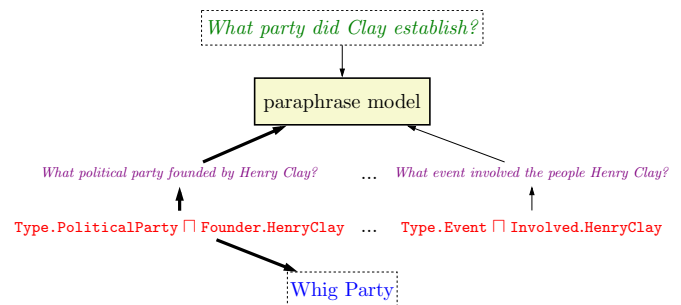 What party did Clay establish?
paraphrase model
What political party founded by Henry Clay? ... What event involved the people Henry Clay?
Type.PoliticalParty ⊓ Founder.HenryClay ... Type.Event ⊓ Involved.HenryClay
Whig Party